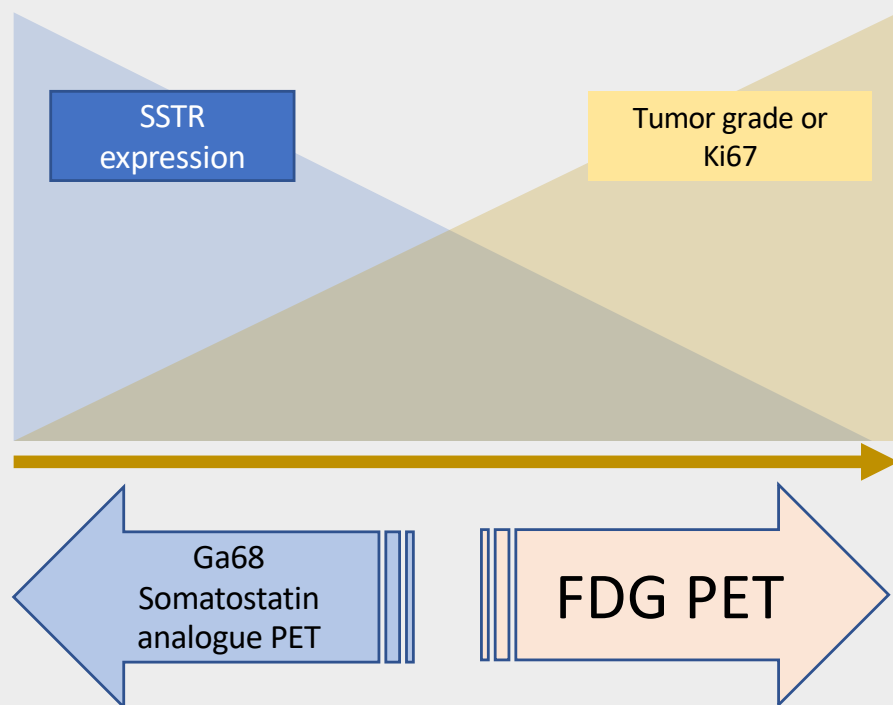 SSTR
expression
Tumor grade or
Ki67
Ga68
Somatostatin
analogue PET
FDG PET